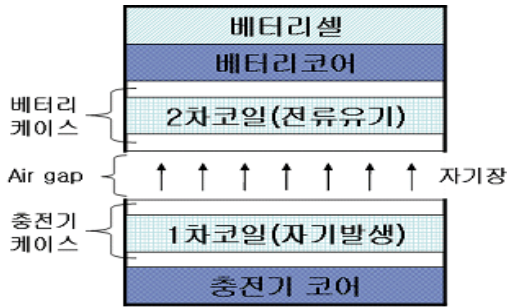 베터리셀
베터리코어
베터리
케이스
2차코일(전류유기)
Air gap
자기장
충전기
케이스
1차코일(자기발생)
충전기 코어